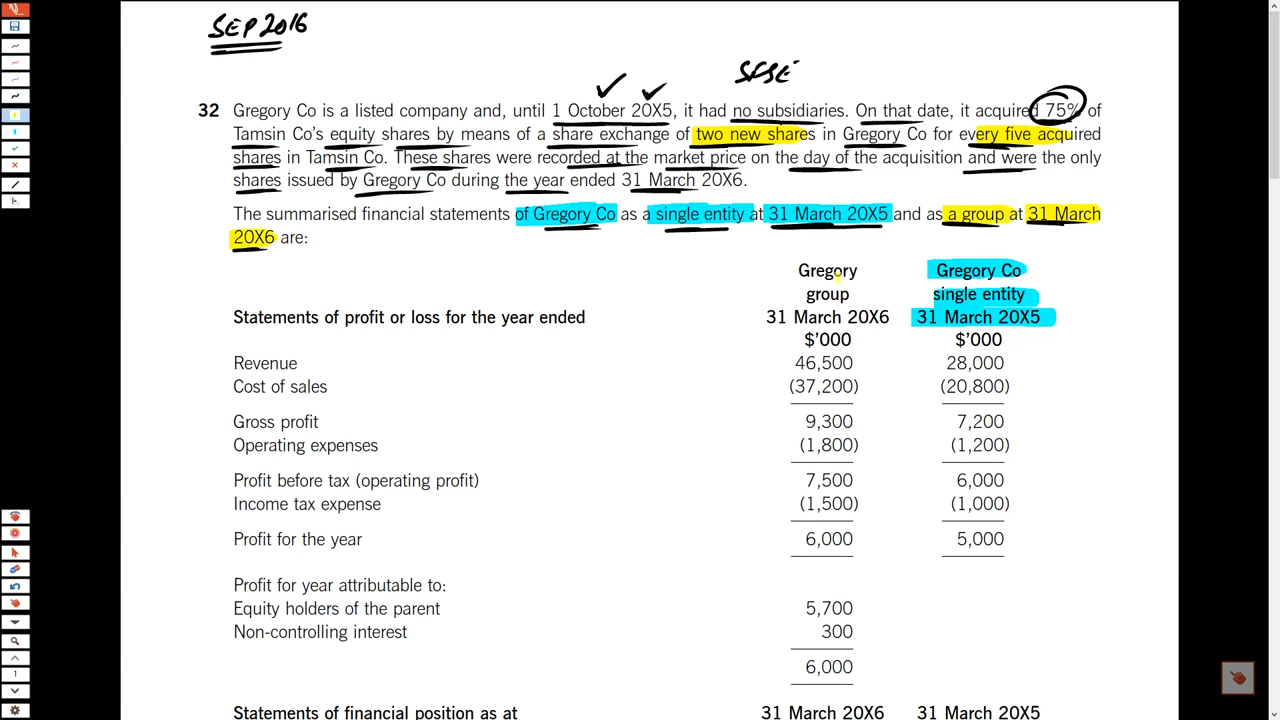 SEP 2016
32 Gregory Co is a listed company and, until 1 October 20X5, it had no subsidiaries. On that date, it acquired 75% of
Tamsin Co's equity shares by means of a share exchange of two new shares in Gregory Co for every five acquired
shares in Tamsin Co. These shares were recorded at the market price on the day of the acquisition and were the only
shares issued by Gregory Co during the year ended 31 March 20X6.
The summarised financial statements of Gregory Co as a single entity at 31 March 20X5 and as a group at 31 March
20X6 are:
Gregory Gregory Co
group single entity
Statements of profit or loss for the year ended 31 March 20X6 31 March 20X5
$'000 $'000
Revenue 46,500 28,000
Cost of sales (37,200) (20,800)
Gross profit 9,300 7,200
Operating expenses (1,800) (1,200)
Profit before tax (operating profit) 7,500 6,000
Income tax expense (1,500) (1,000)
Profit for the year 6,000 5,000
Profit for year attributable to:
Equity holders of the parent 5,700
Non-controlling interest 300
6,000
Statements of financial position as at 31 March 20X6 31 March 20X5
1